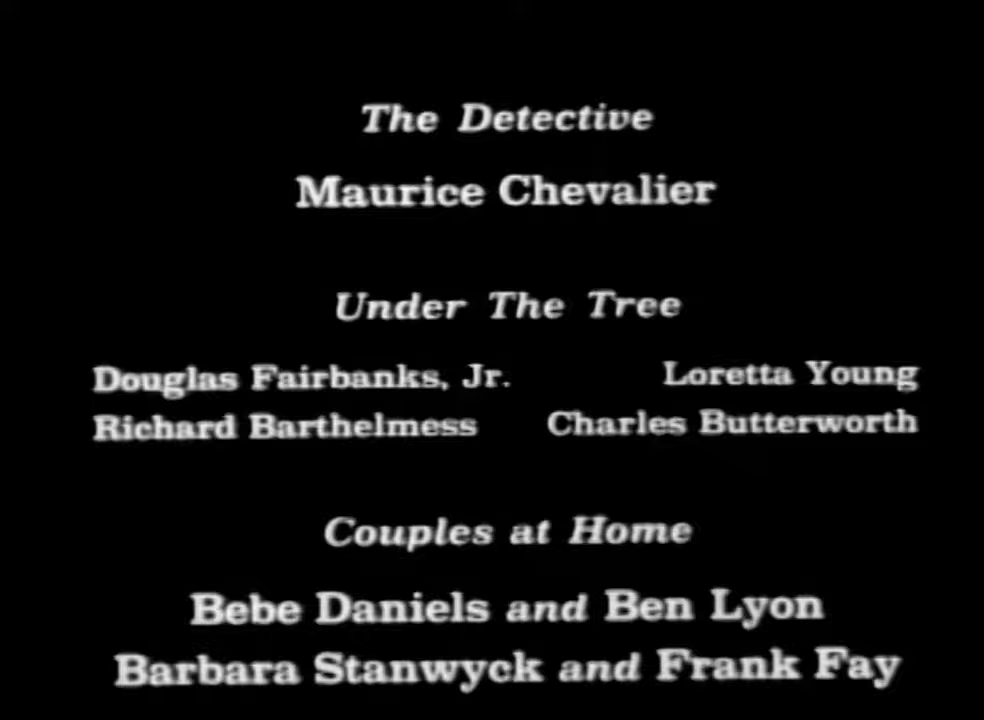 The Detective
Maurice Chevalier
Under The Tree
Douglas Fairbanks, Jr. Loretta Young
Richard Barthelmess Charles Butterworth
Couples at Home
Bebe Daniels and Ben Lyon
Barbara Stanwyck and Frank Fay